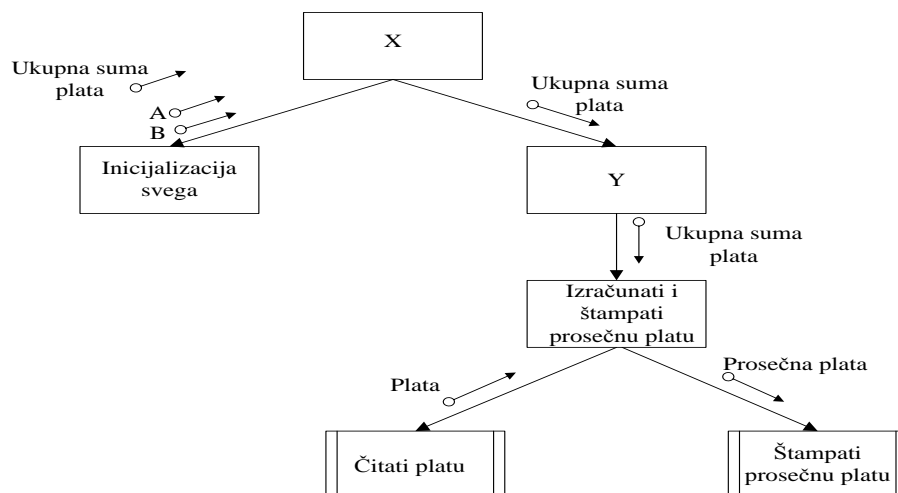 X
Ukupna suma
plata
A
B
Ukupna suma
plata
Inicijalizacija
svega
Y
Ukupna suma
plata
Izračunati i
štampati
prosečnu platu
Plata
Prosečna plata
Čitati platu
Štampati
prosečnu platu